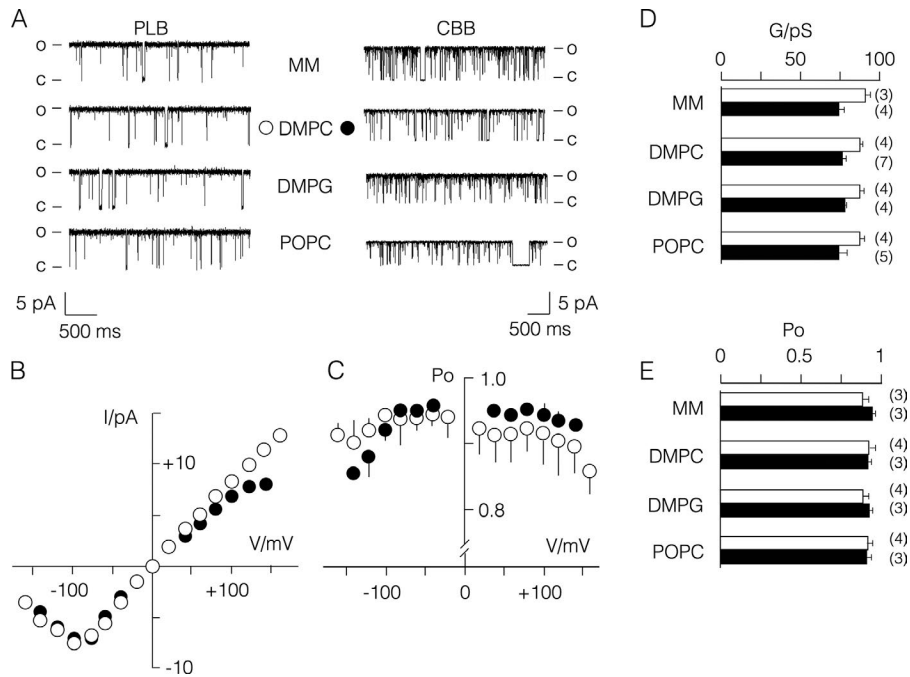 A
PLB
CBB
O
C
MM
O
C
O
C
DMPC
O
C
O
C
DMPG
O
C
O
C
POPC
O
C
5 pA
500 ms
5 pA
500 ms
B
I/pA
+10
V/mV
-100
+100
-10
C
Po
1.0
0.8
V/mV
-100
0
+100
D
G/pS
0
50
100
MM
(3)
(4)
DMPC
(4)
(7)
DMPG
(4)
(4)
POPC
(4)
(5)
E
Po
0
0.5
1
MM
(3)
(3)
DMPC
(4)
(3)
DMPG
(4)
(3)
POPC
(4)
(3)